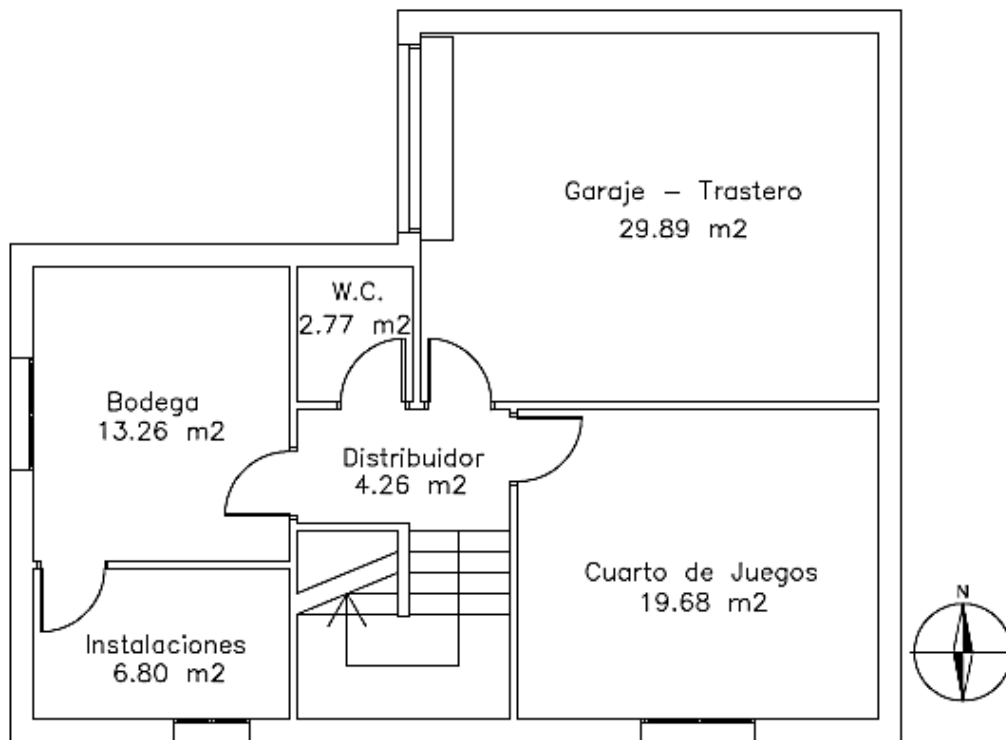 Garaje – Trastero
29.89 m2
W.C.
2.77 m2
Bodega
13.26 m2
Distribuidor
4.26 m2
Cuarto de Juegos
19.68 m2
Instalaciones
6.80 m2
N